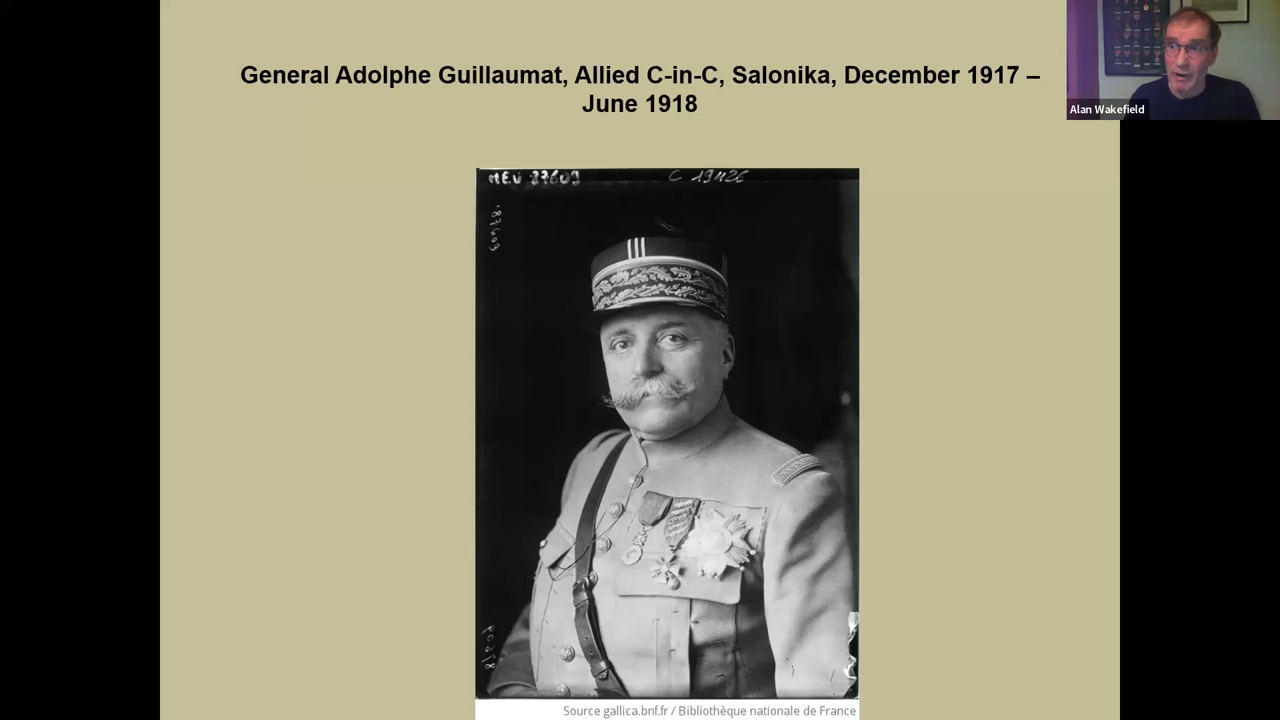 General Adolphe Guillaumat, Allied C-in-C, Salonika, December 1917 –
June 1918
Alan Wakefield
Source gallica.bnf.fr / Bibliothèque nationale de France